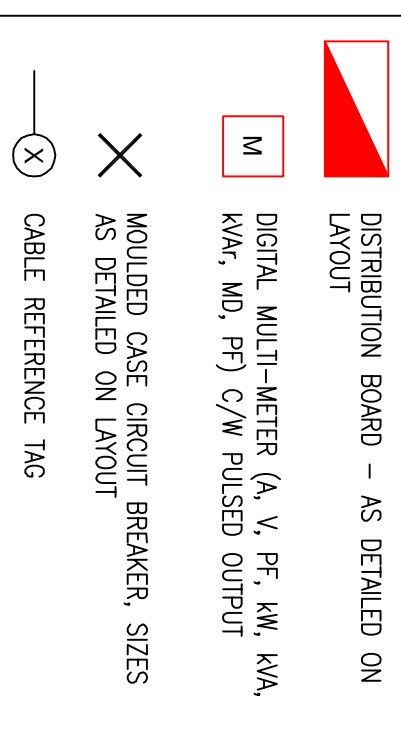 DISTRIBUTION BOARD - AS DETAILED ON
LAYOUT
M
DIGITAL MULTI-METER (A, V, PF, kW, kVA,
kVAr, MD, PF) C/W PULSED OUTPUT
MOULDED CASE CIRCUIT BREAKER, SIZES
AS DETAILED ON LAYOUT
X
CABLE REFERENCE TAG